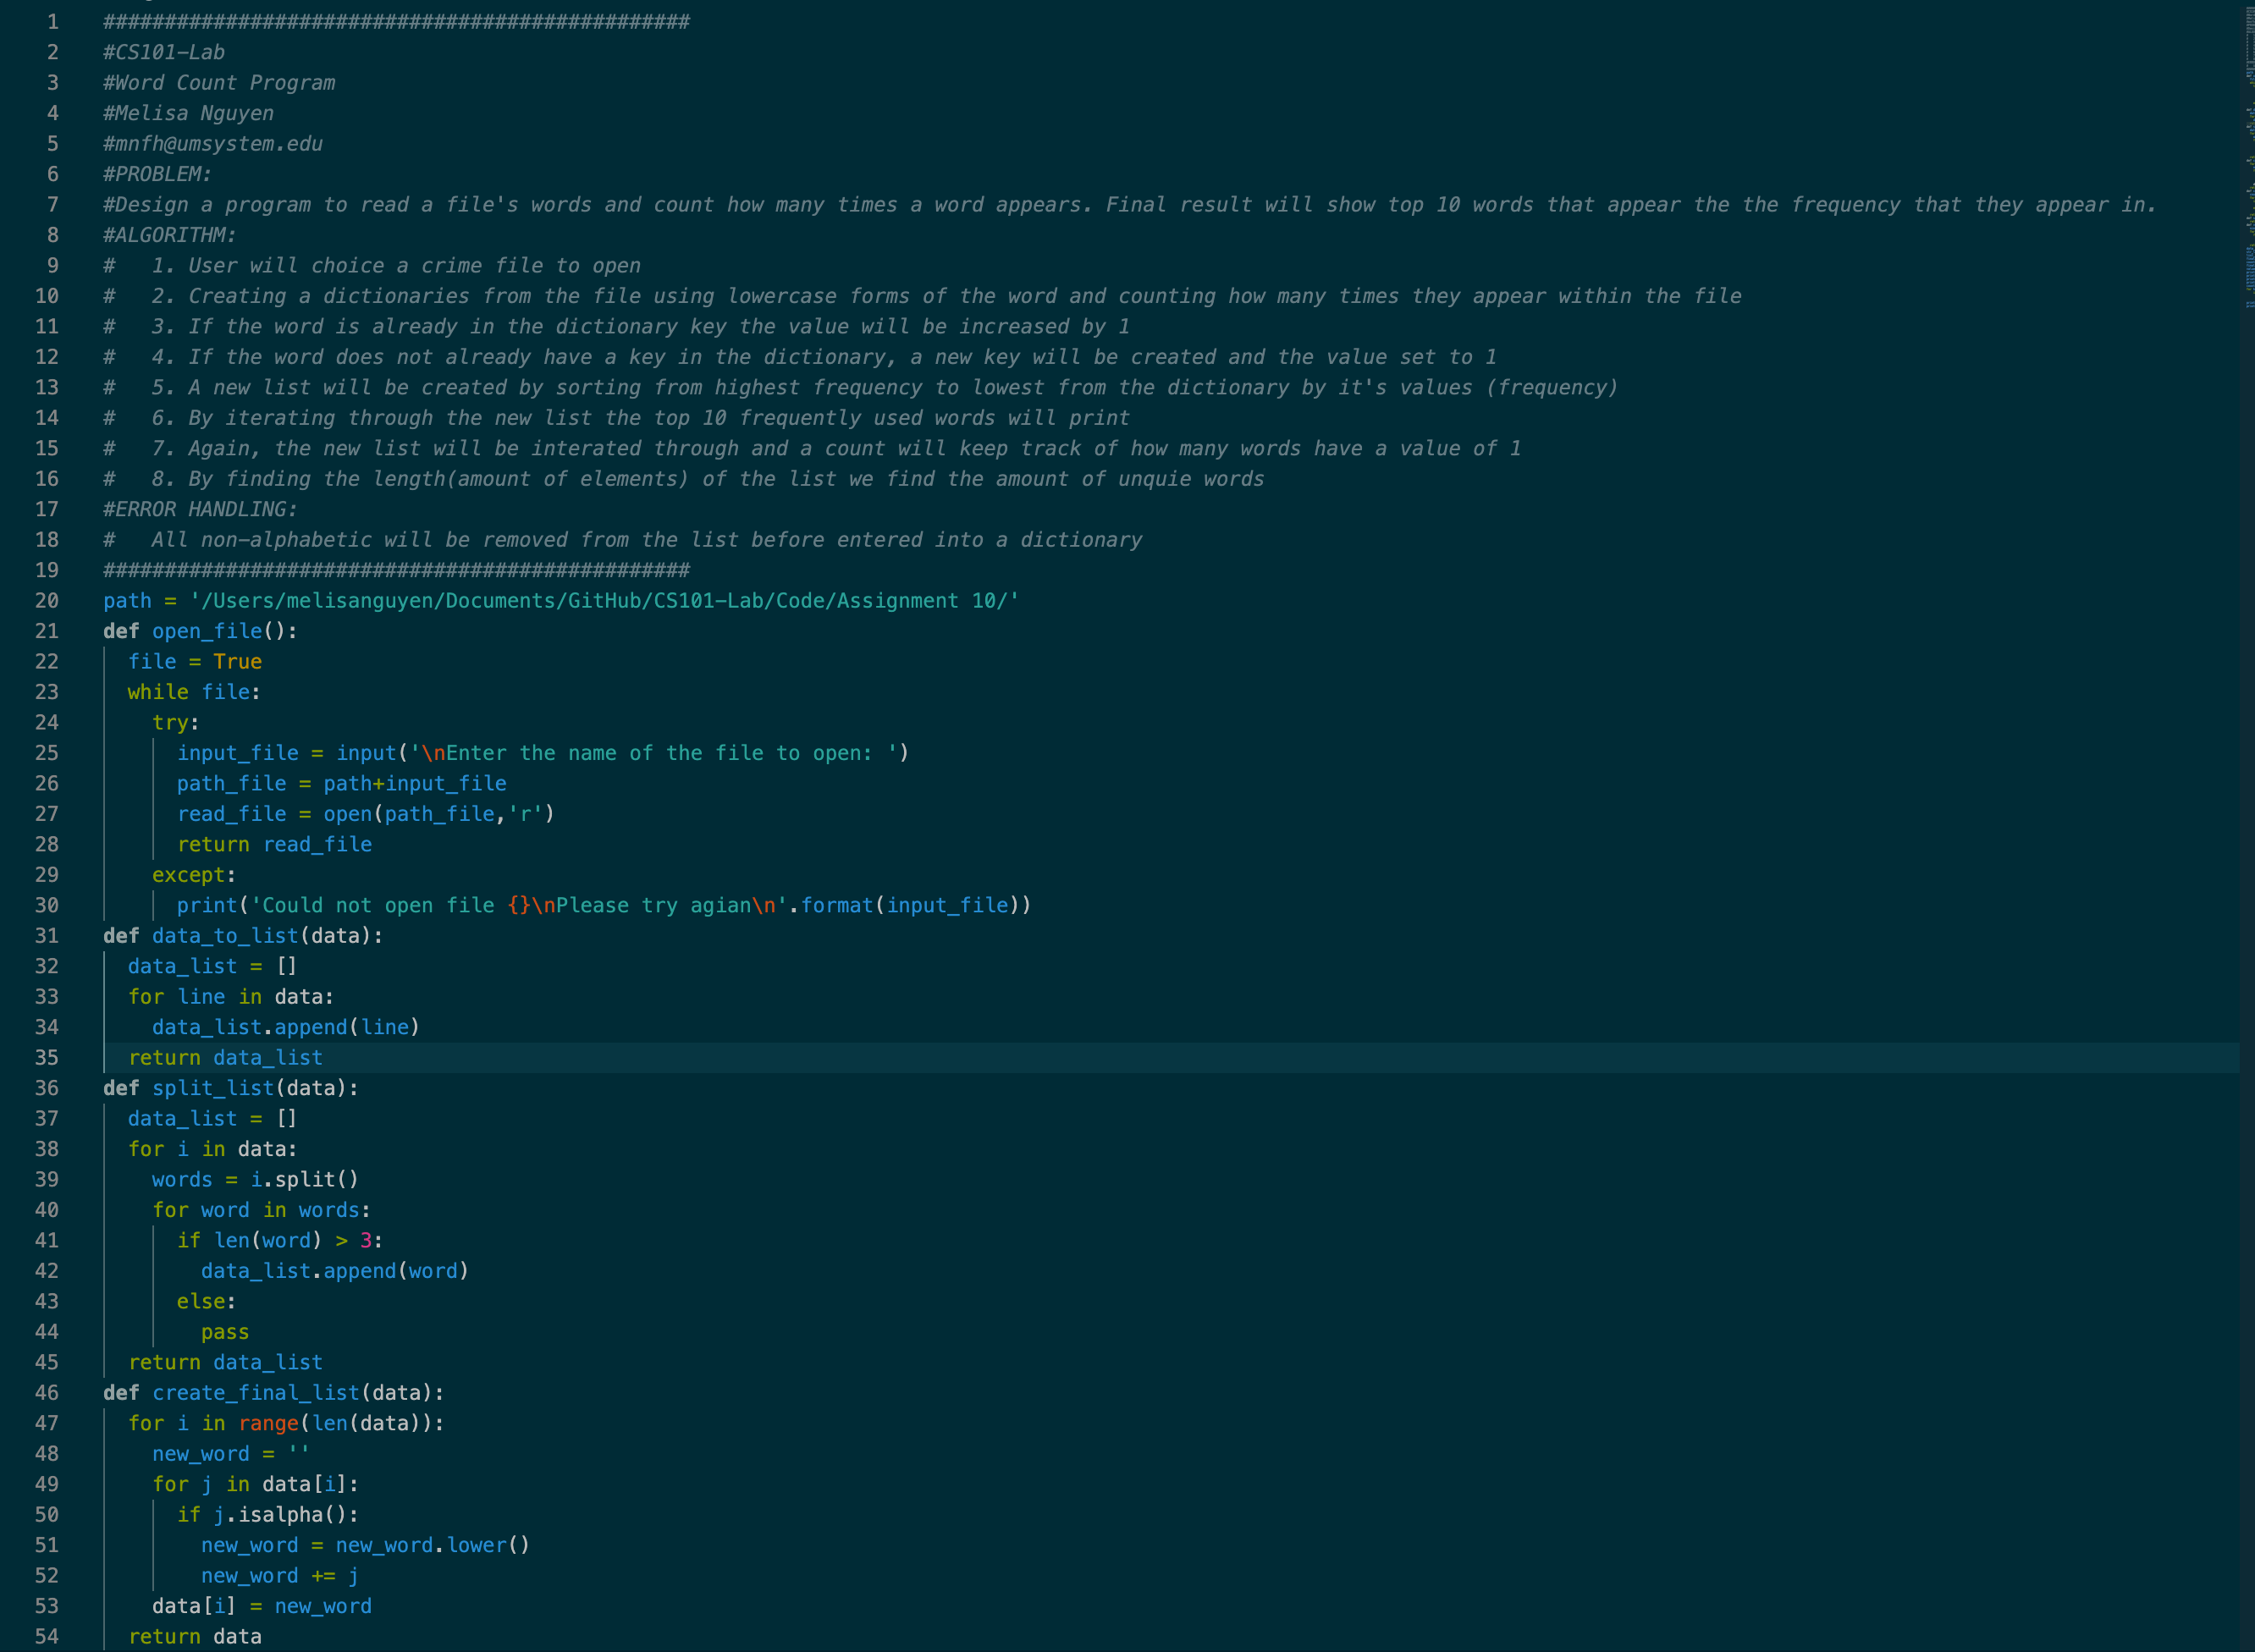 1 ################################################
2 #CS101-Lab
3 #Word Count Program
4 #Melisa Nguyen
5 #mnfh@umsystem.edu
6 #PROBLEM:
7 #Design a program to read a file's words and count how many times a word appears. Final result will show top 10 words that appear the the frequency that they appear in.
8 #ALGORITHM:
9 #   1. User will choice a crime file to open
10 #   2. Creating a dictionaries from the file using lowercase forms of the word and counting how many times they appear within the file
11 #   3. If the word is already in the dictionary key the value will be increased by 1
12 #   4. If the word does not already have a key in the dictionary, a new key will be created and the value set to 1
13 #   5. A new list will be created by sorting from highest frequency to lowest from the dictionary by it's values (frequency)
14 #   6. By iterating through the new list the top 10 frequently used words will print
15 #   7. Again, the new list will be interated through and a count will keep track of how many words have a value of 1
16 #   8. By finding the length(amount of elements) of the list we find the amount of unquie words
17 #ERROR HANDLING:
18 #   All non-alphabetic will be removed from the list before entered into a dictionary
19 ################################################
20 path = '/Users/melisanguyen/Documents/GitHub/CS101-Lab/Code/Assignment 10/'
21 def open_file():
22   file = True
23   while file:
24     try:
25       input_file = input('\nEnter the name of the file to open: ')
26       path_file = path+input_file
27       read_file = open(path_file,'r')
28       return read_file
29     except:
30       print('Could not open file {}\nPlease try agian\n'.format(input_file))
31 def data_to_list(data):
32   data_list = []
33   for line in data:
34     data_list.append(line)
35   return data_list
36 def split_list(data):
37   data_list = []
38   for i in data:
39     words = i.split()
40     for word in words:
41       if len(word) > 3:
42         data_list.append(word)
43       else:
44         pass
45   return data_list
46 def create_final_list(data):
47   for i in range(len(data)):
48     new_word = ''
49     for j in data[i]:
50       if j.isalpha():
51         new_word = new_word.lower()
52         new_word += j
53     data[i] = new_word
54   return data